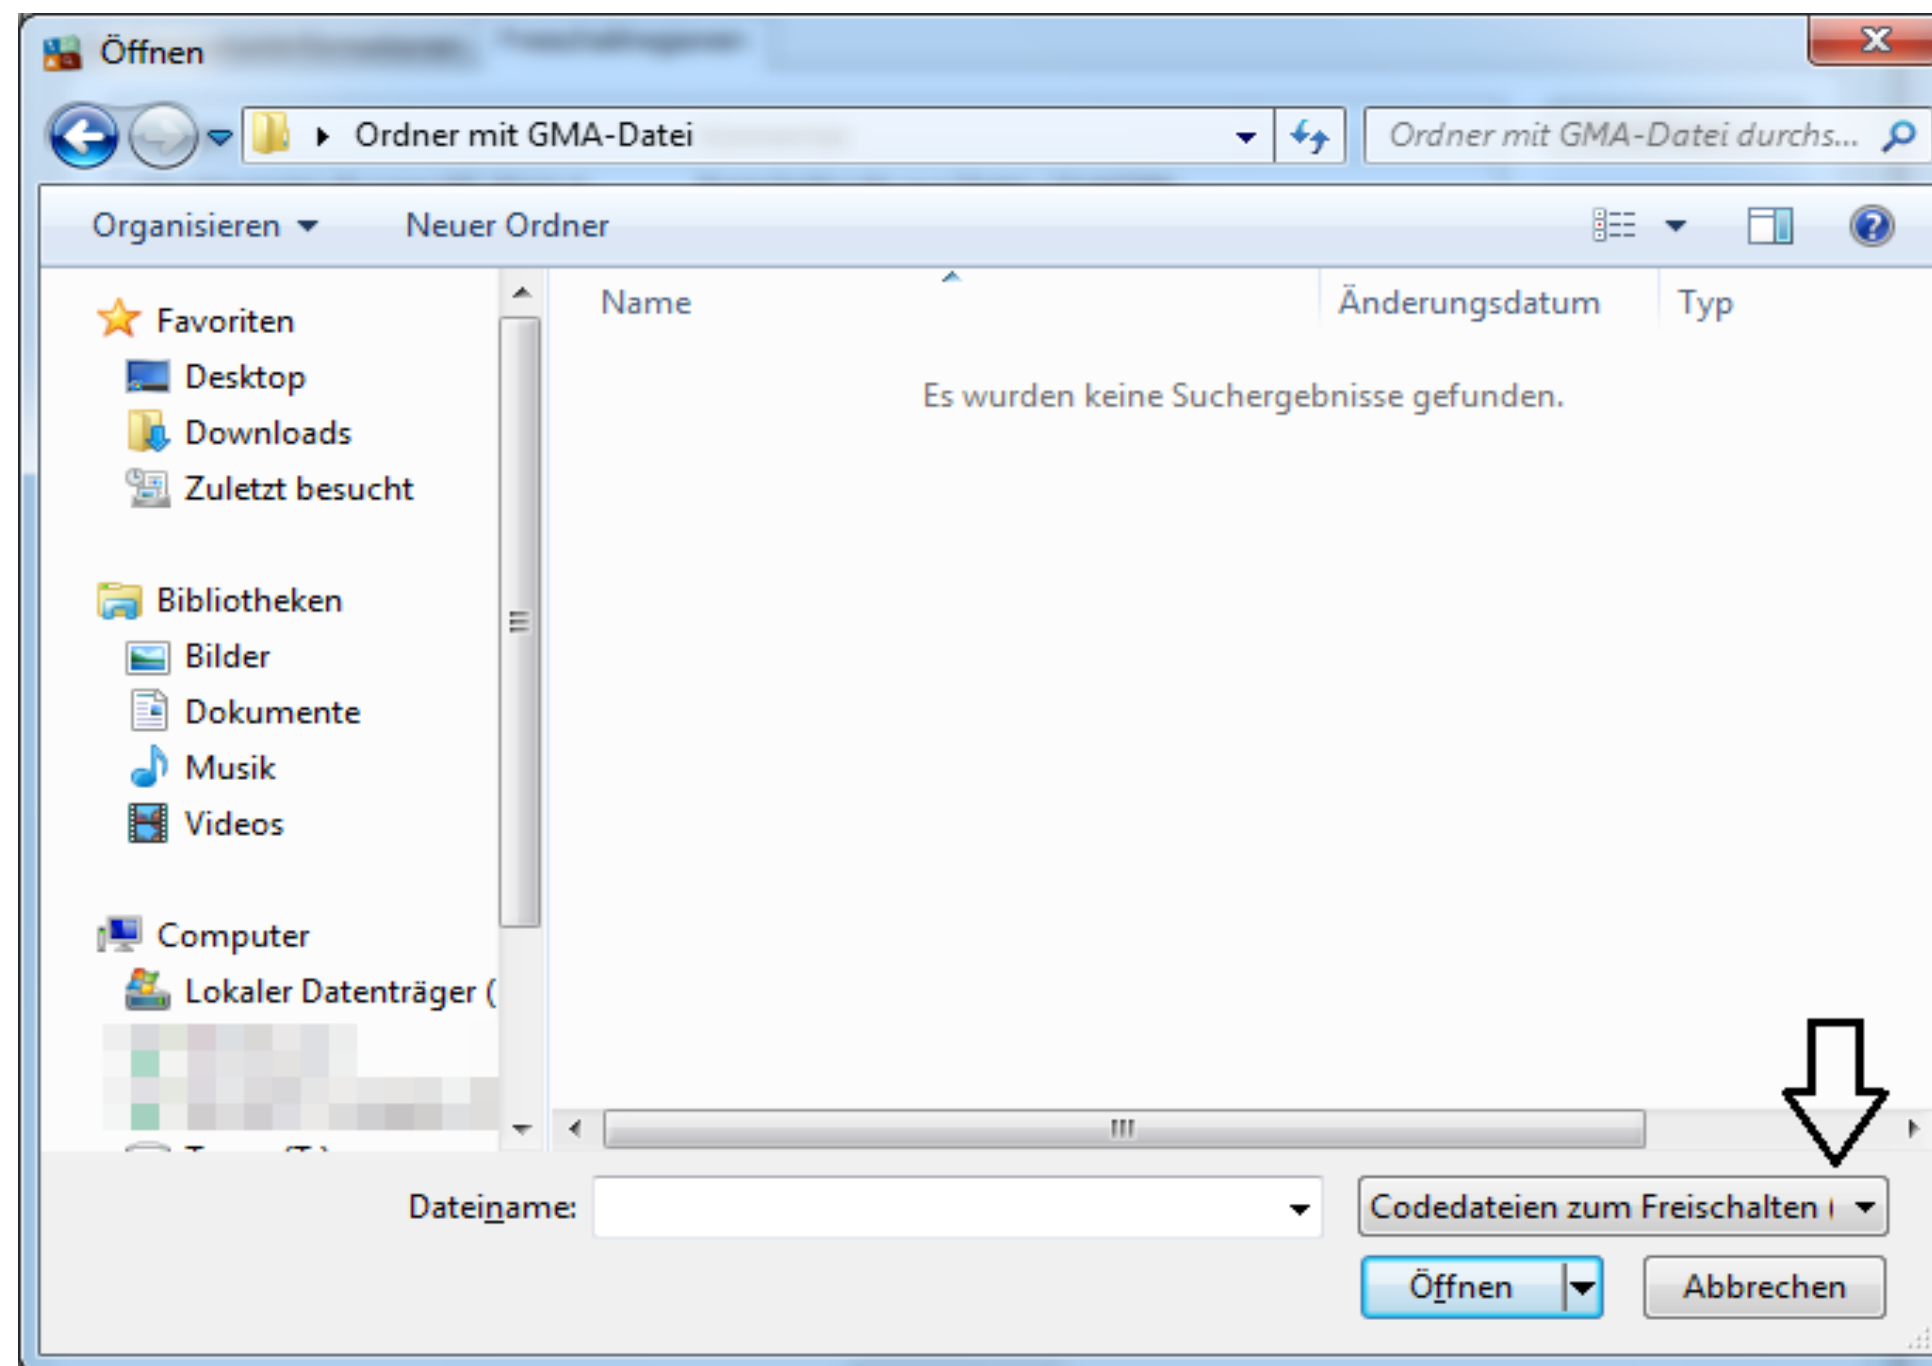 Öffnen
Ordner mit GMA-Datei
Ordner mit GMA-Datei durchs...
Organisieren
Neuer Ordner
Name
Änderungsdatum
Typ
Es wurden keine Suchergebnisse gefunden.
Favoriten
Desktop
Downloads
Zuletzt besucht
Bibliotheken
Bilder
Dokumente
Musik
Videos
Computer
Lokaler Datenträger (
Dateiname:
Codedateien zum Freischalten (
Öffnen
Abbrechen